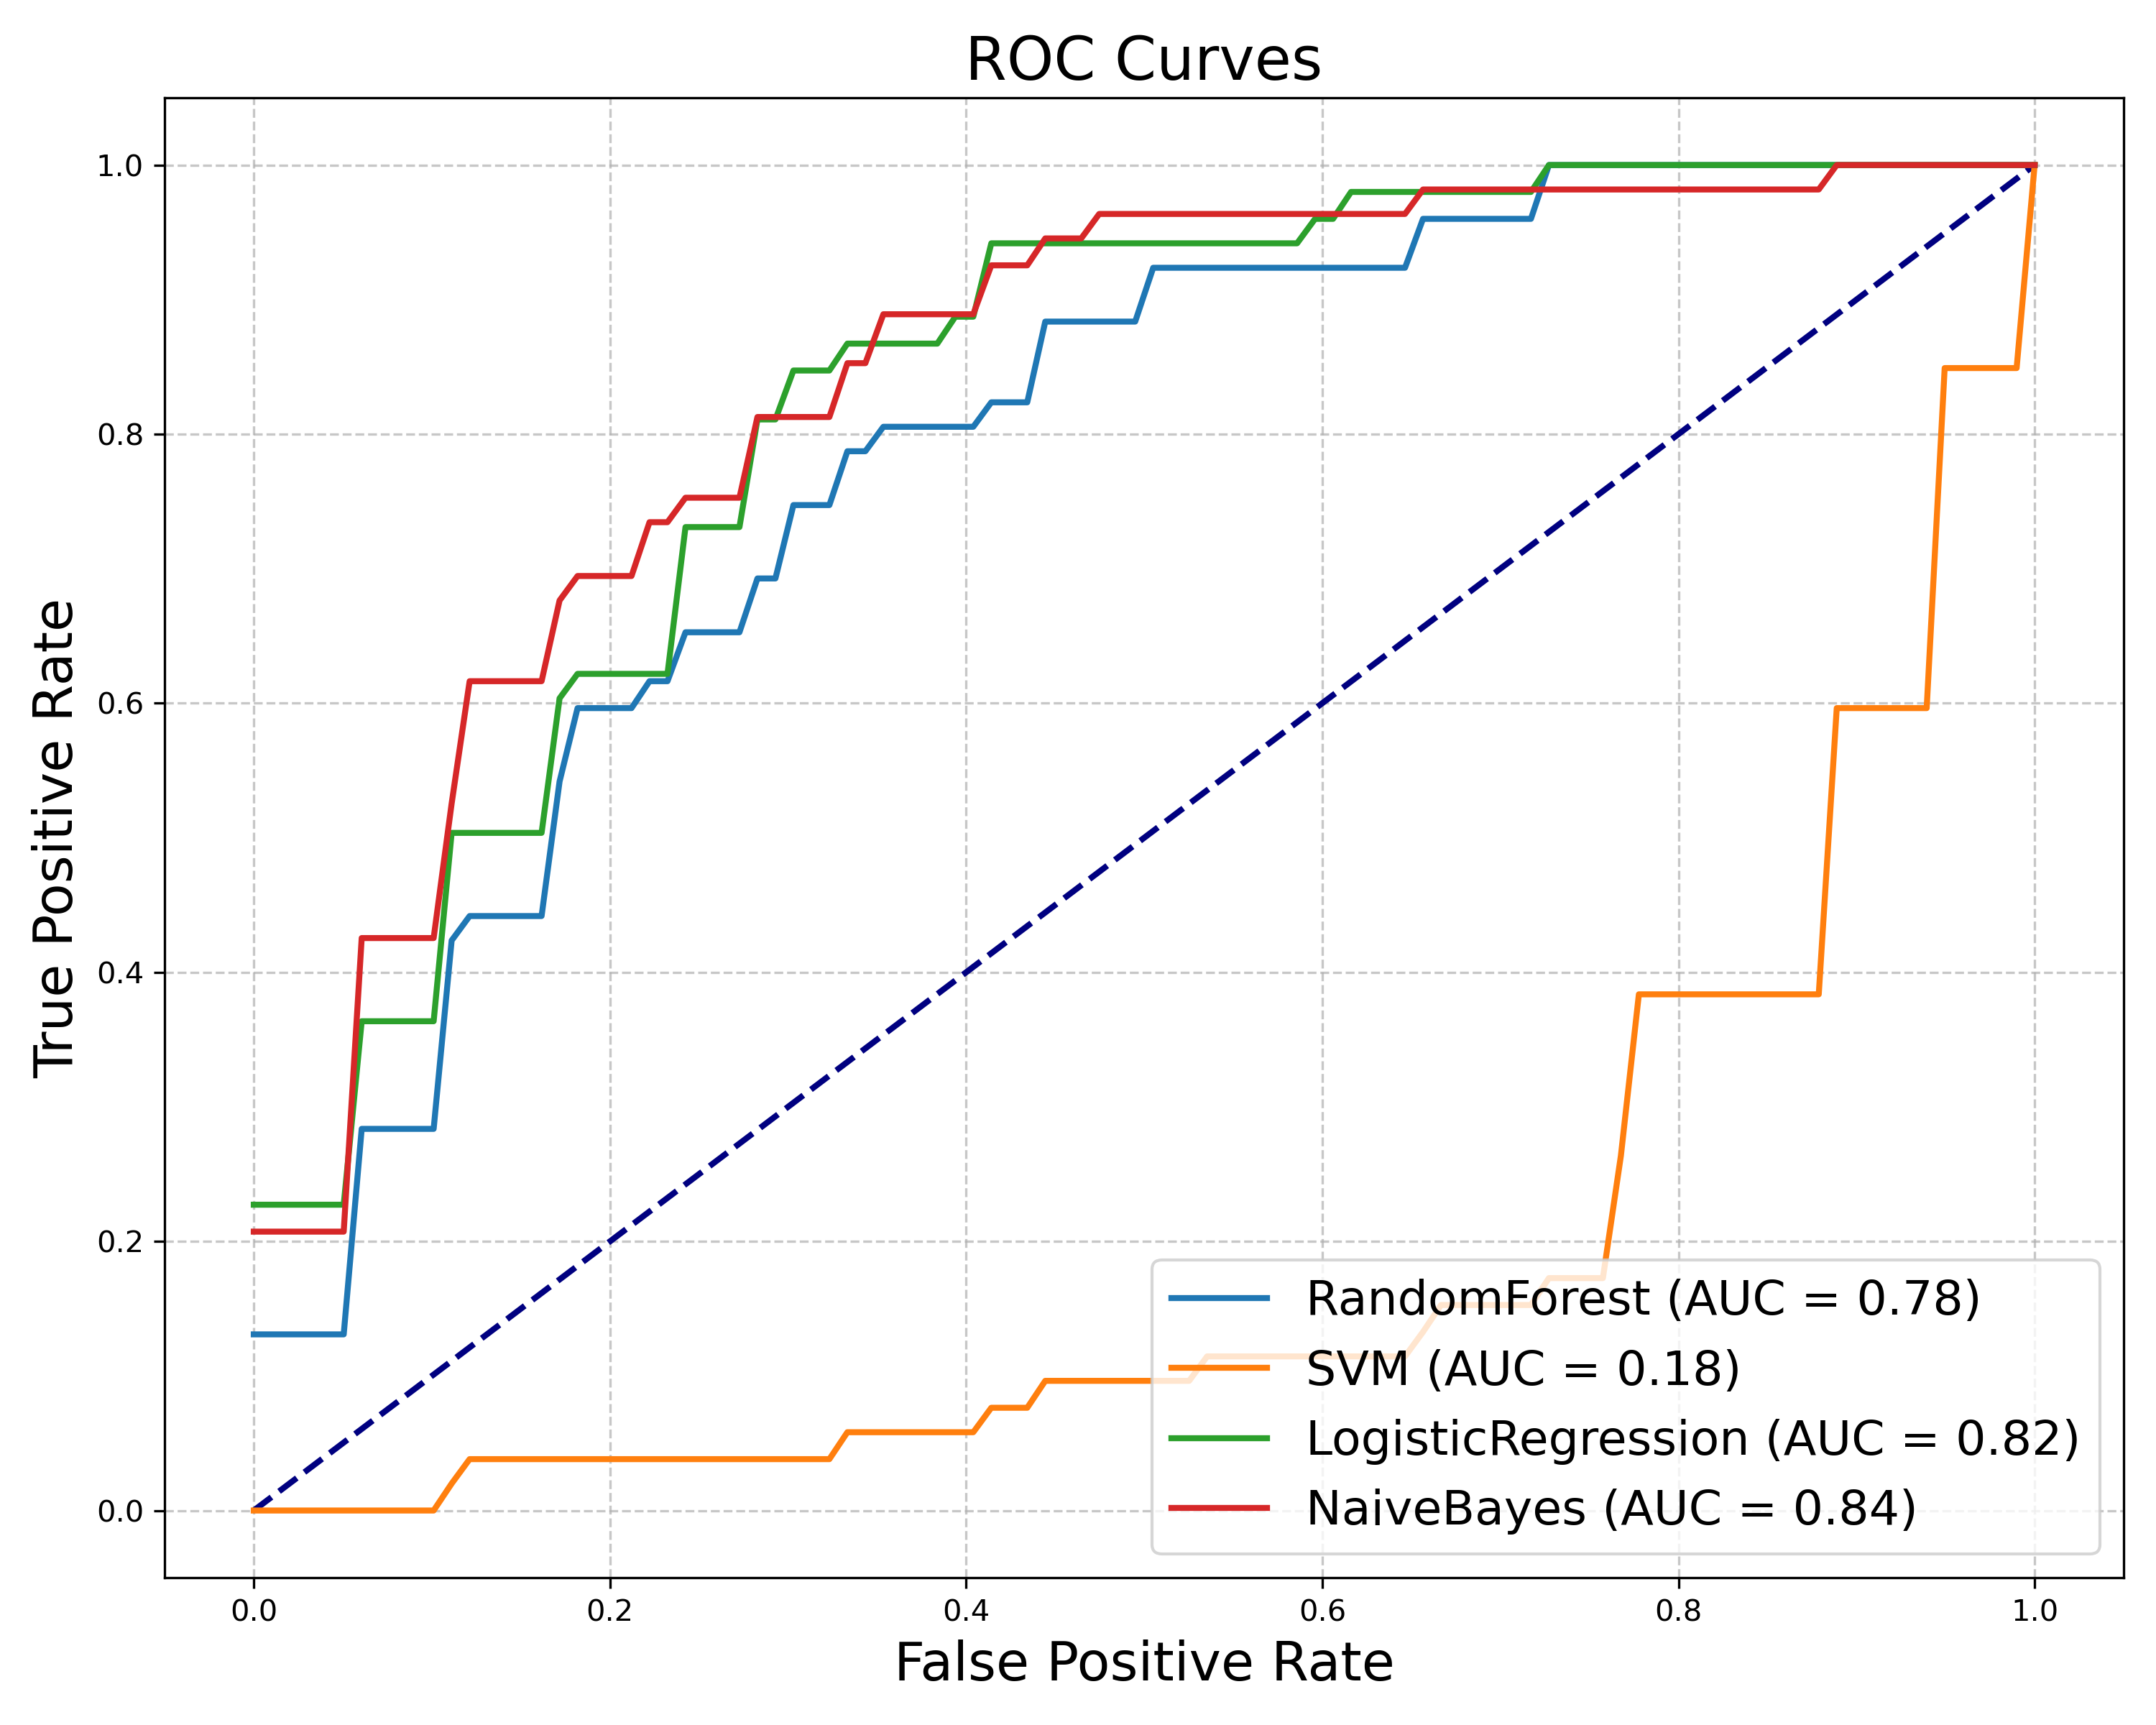 ROC Curves
True Positive Rate
1.0
0.8
0.6
0.4
0.2
0.0
RandomForest (AUC = 0.78)
SVM (AUC = 0.18)
LogisticRegression (AUC = 0.82)
NaiveBayes (AUC = 0.84)
0.0 0.2 0.4 0.6 0.8 1.0
False Positive Rate